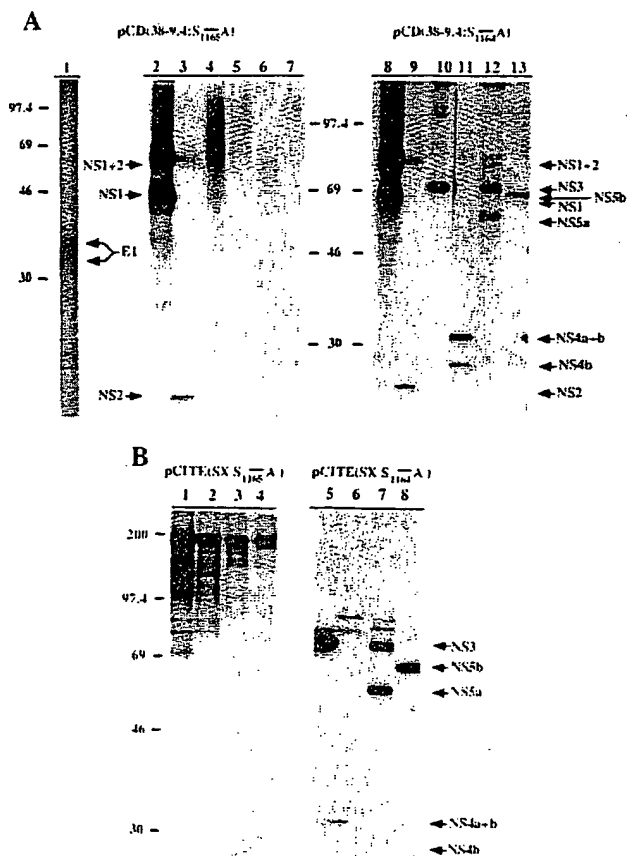 A
pCD(38-9.4:S1165A)
pCD(38-9.4:S1164A)
1
2 3 4 5 6 7
8 9 10 11 12 13
97.4
69
46
30
NS1+2
NS1
E1
NS2
97.4
69
46
30
NS1+2
NS3
NS5b
NS1
NS5a
NS4a+b
NS4b
NS2
B
pCITE(SX S1165A)
pCITE(SX S1164A)
1 2 3 4
5 6 7 8
200
97.4
69
46
30
NS3
NS5b
NS5a
NS4a+b
NS4b